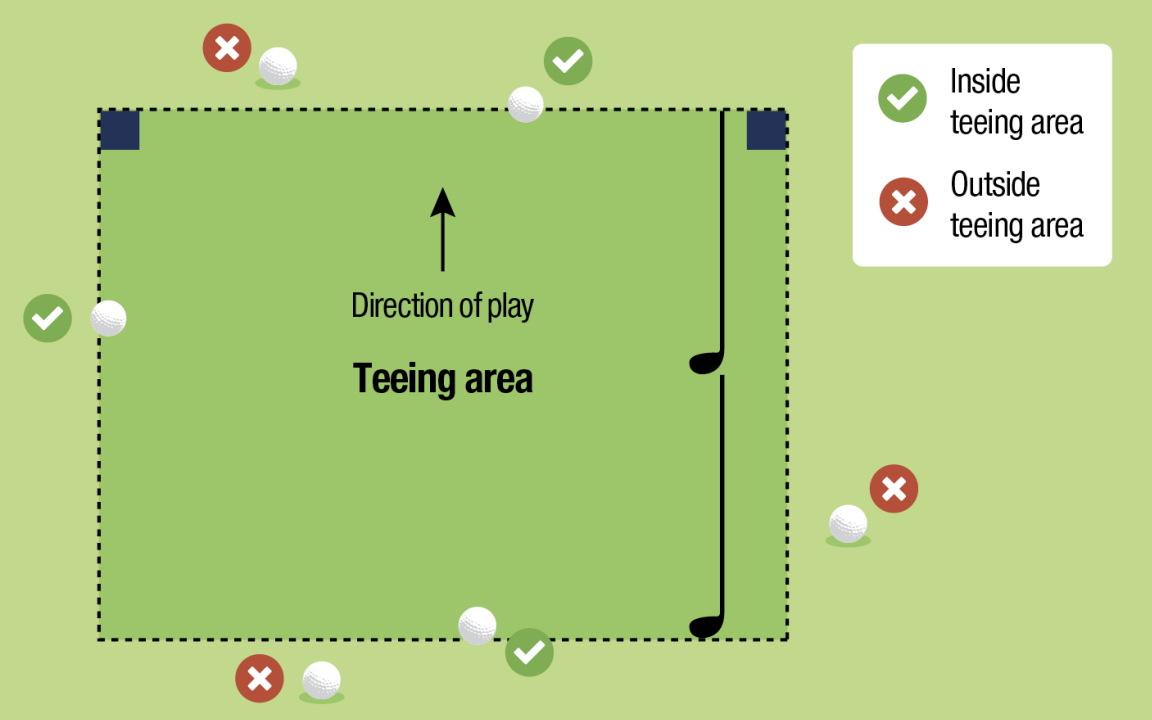 Inside
teeing area
Outside
teeing area
Direction of play
Teeing area